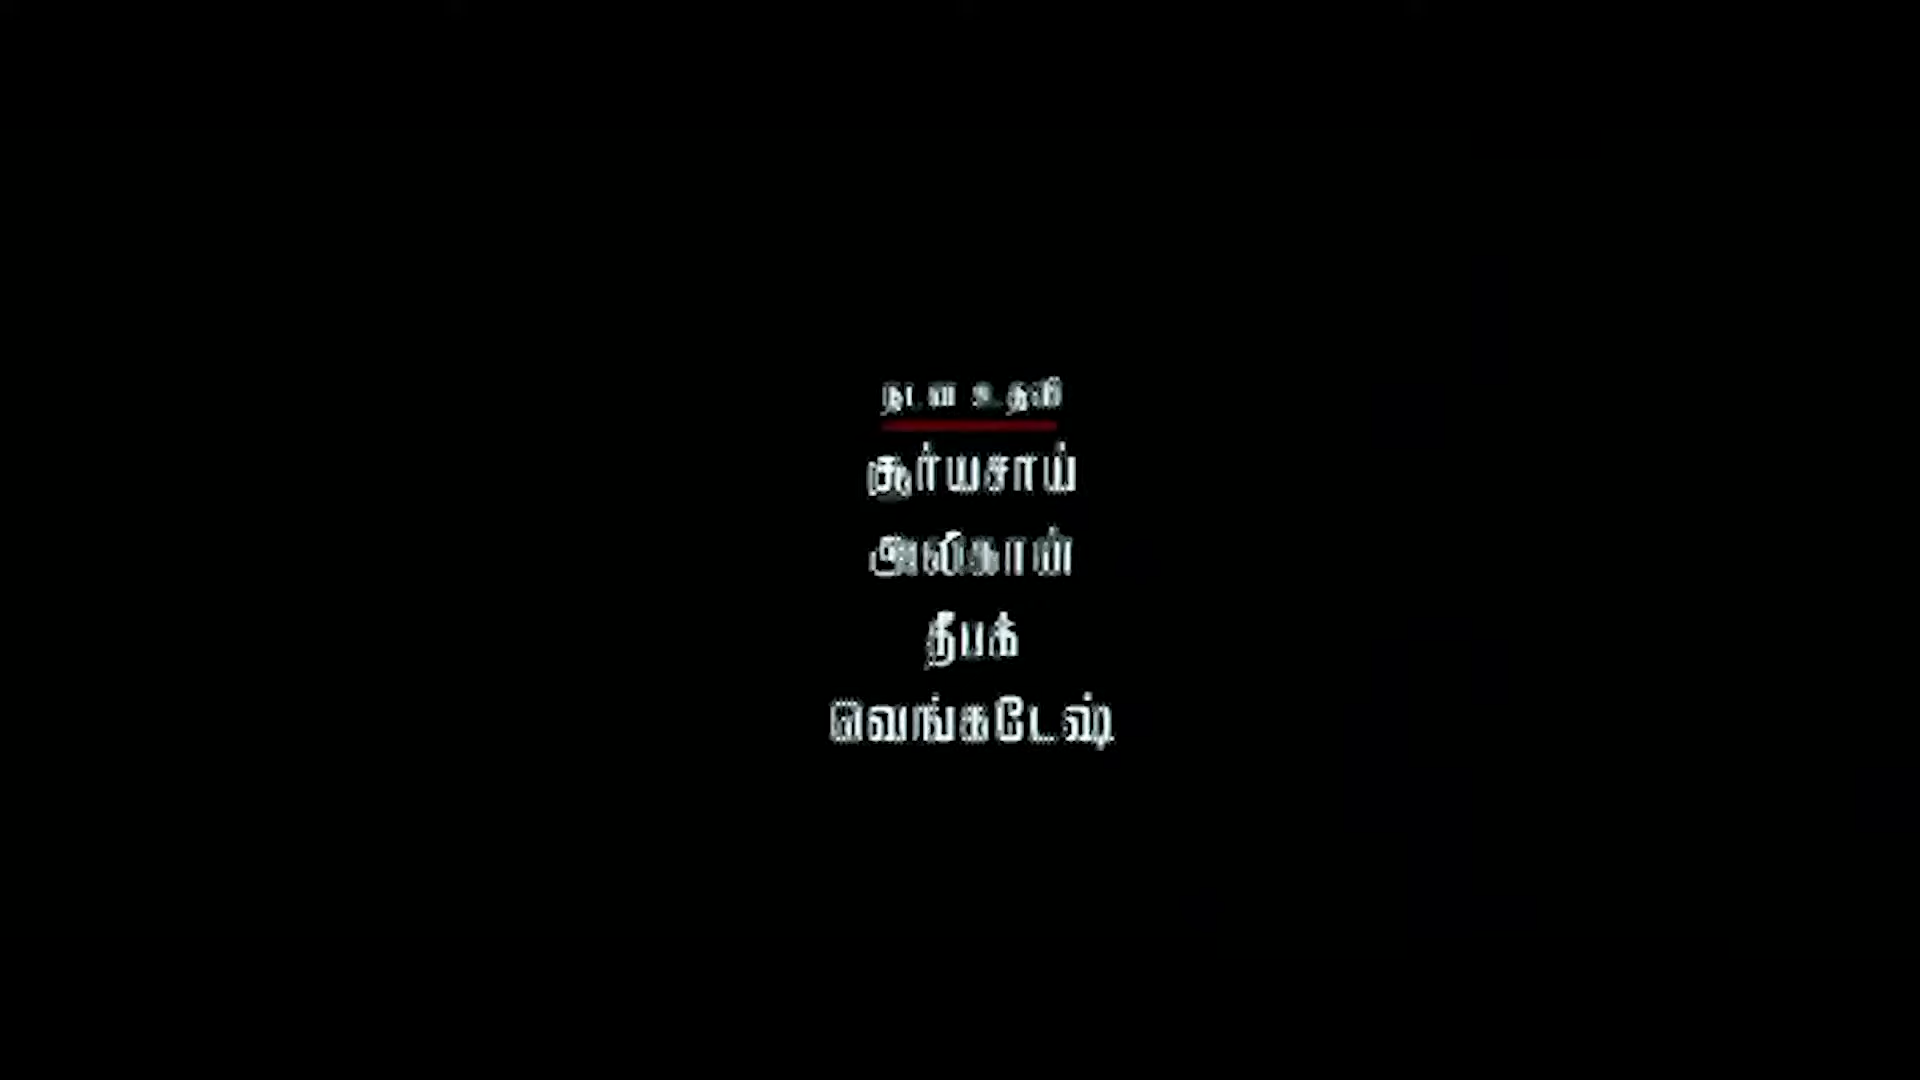 நடன உதவி
சூர்யசாய்
அலிகான்
தீபக்
வெங்கடேஷ்